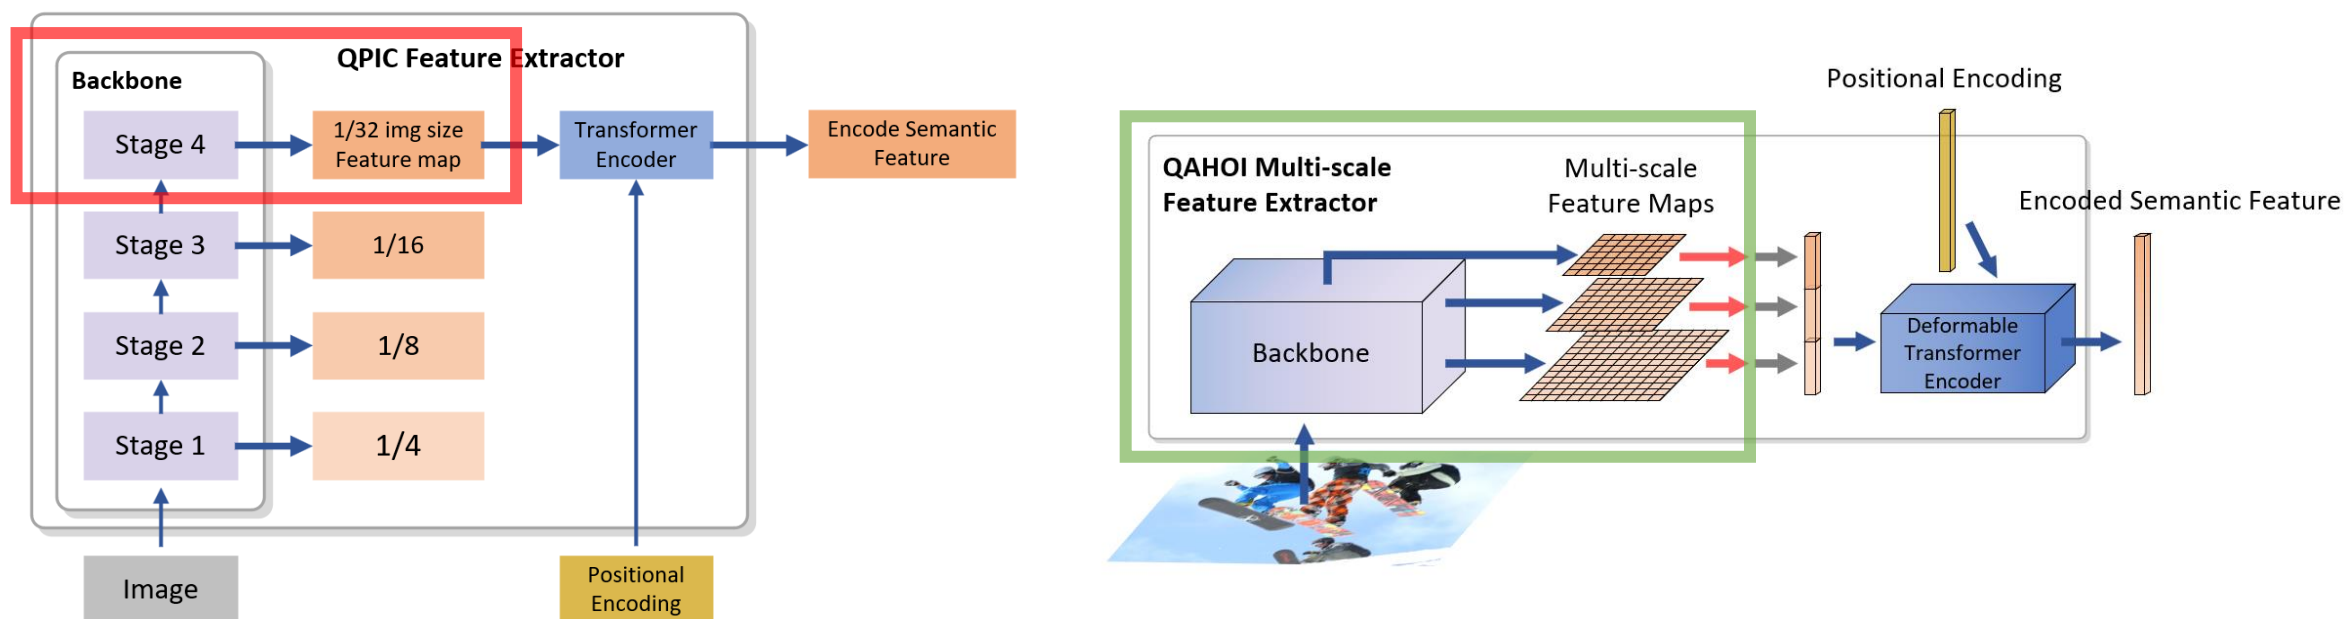 QPIC Feature Extractor
Backbone
Stage 4
1/32 img size
Feature map
Transformer
Encoder
Encode Semantic
Feature
Stage 3
1/16
Stage 2
1/8
Stage 1
1/4
Image
Positional
Encoding
Positional Encoding
QAHOI Multi-scale
Feature Extractor
Multi-scale
Feature Maps
Encoded Semantic Feature
Backbone
Deformable
Transformer
Encoder